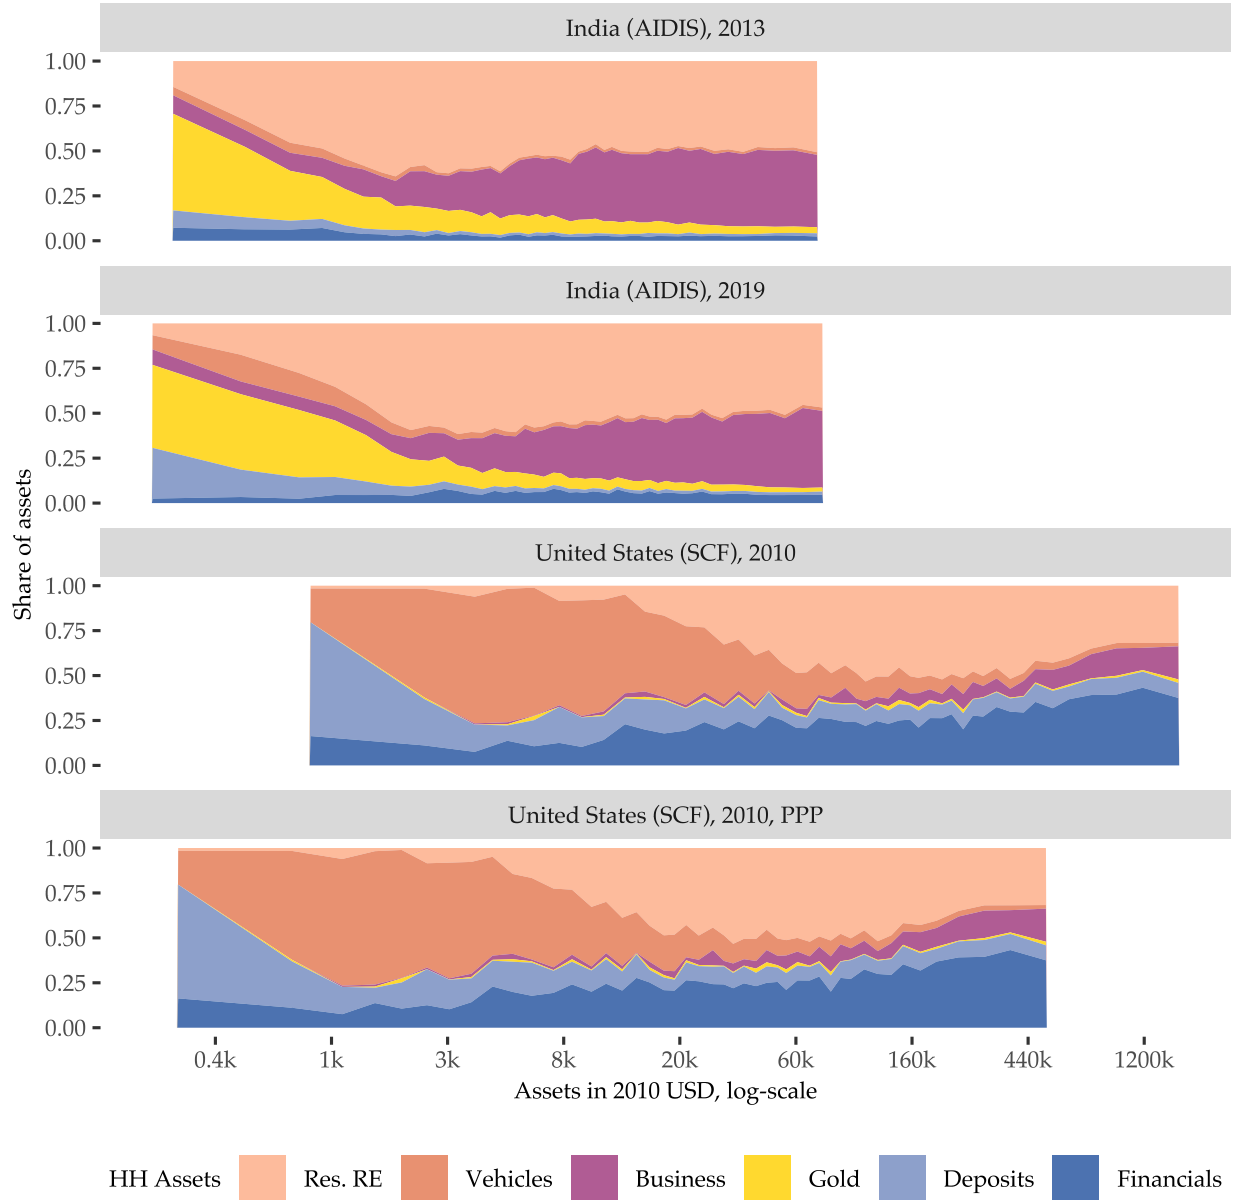 India (AIDIS), 2013
1.00
0.75
0.50
0.25
0.00
India (AIDIS), 2019
1.00
0.75
0.50
0.25
0.00
Share of assets
United States (SCF), 2010
1.00
0.75
0.50
0.25
0.00
United States (SCF), 2010, PPP
1.00
0.75
0.50
0.25
0.00
0.4k 1k 3k 8k 20k 60k 160k 440k 1200k
Assets in 2010 USD, log-scale
HH Assets Res. RE Vehicles Business Gold Deposits Financials